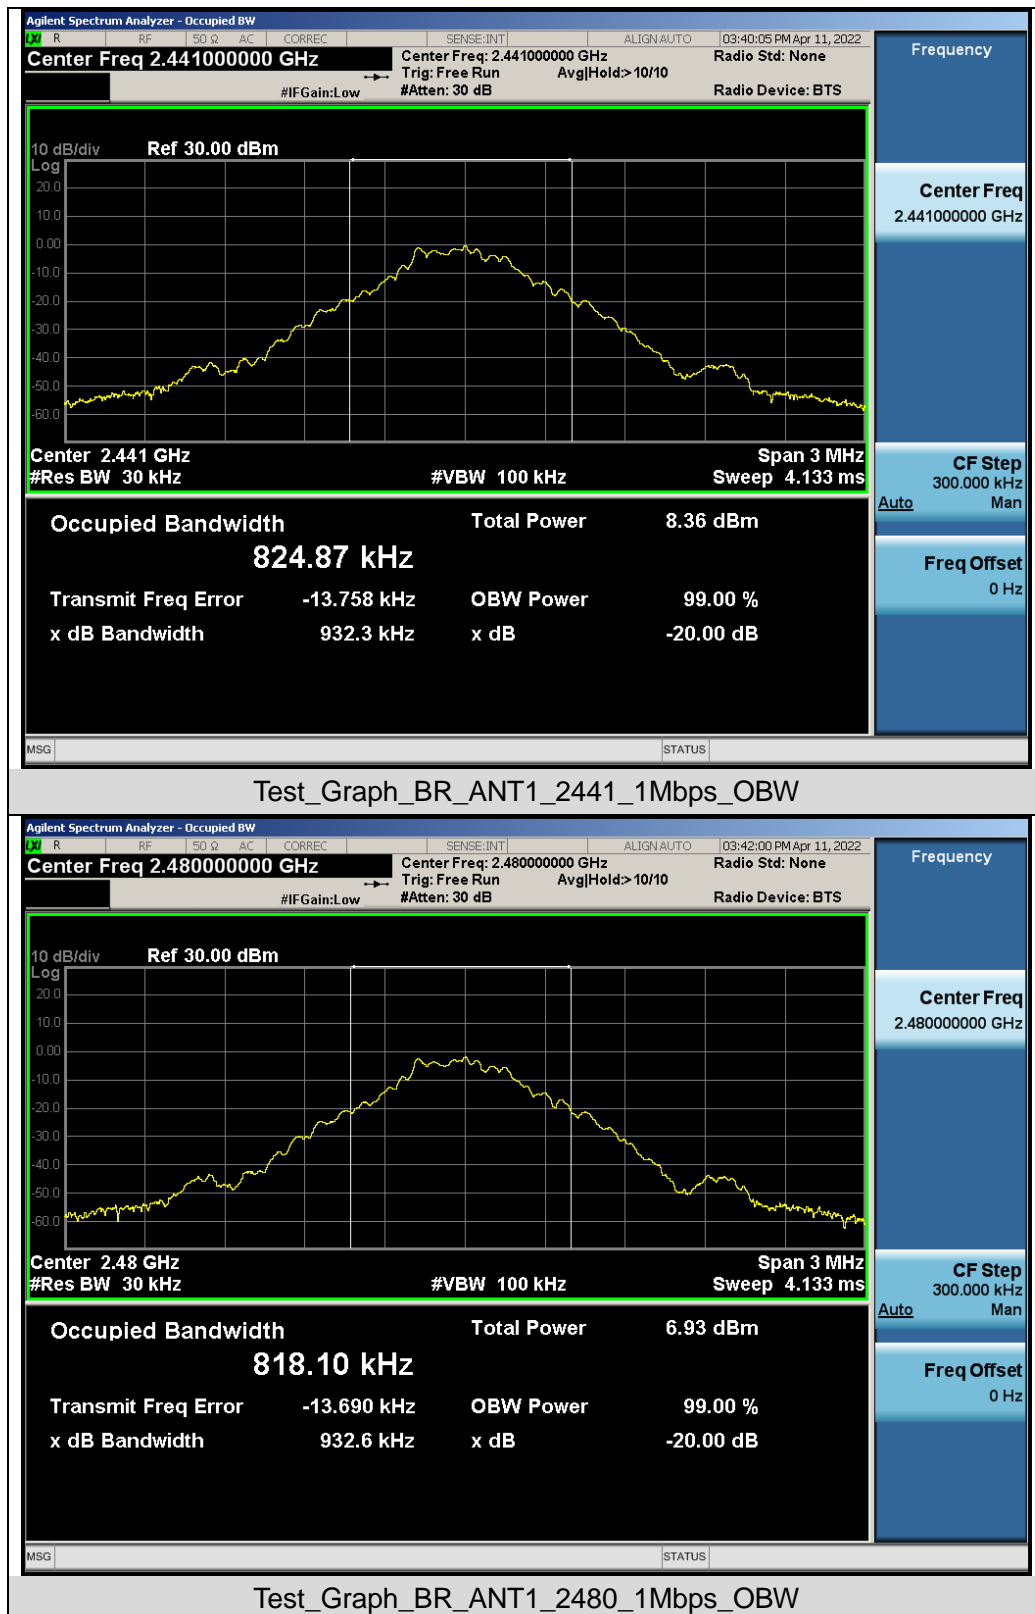 Agilent Spectrum Analyzer - Occupied BW
LXI R RF 50 Ω AC CORREC SENSE:INT ALIGN AUTO 03:40:05 PM Apr 11, 2022
Center Freq 2.441000000 GHz Center Freq: 2.441000000 GHz Radio Std: None
Trig: Free Run Avg|Hold:> 10/10
#IFGain:Low #Atten: 30 dB Radio Device: BTS
Frequency
10 dB/div Ref 30.00 dBm
Log
20.0
10.0
0.00
-10.0
-20.0
-30.0
-40.0
-50.0
-60.0
Center 2.441 GHz Span 3 MHz
#Res BW 30 kHz #VBW 100 kHz Sweep 4.133 ms
Center Freq
2.441000000 GHz
CF Step
300.000 kHz
Auto Man
Freq Offset
0 Hz
Occupied Bandwidth Total Power 8.36 dBm
824.87 kHz
Transmit Freq Error -13.758 kHz OBW Power 99.00 %
x dB Bandwidth 932.3 kHz x dB -20.00 dB
MSG STATUS
Test_Graph_BR_ANT1_2441_1Mbps_OBW
Agilent Spectrum Analyzer - Occupied BW
LXI R RF 50 Ω AC CORREC SENSE:INT ALIGN AUTO 03:42:00 PM Apr 11, 2022
Center Freq 2.480000000 GHz Center Freq: 2.480000000 GHz Radio Std: None
Trig: Free Run Avg|Hold:> 10/10
#IFGain:Low #Atten: 30 dB Radio Device: BTS
Frequency
10 dB/div Ref 30.00 dBm
Log
20.0
10.0
0.00
-10.0
-20.0
-30.0
-40.0
-50.0
-60.0
Center 2.48 GHz Span 3 MHz
#Res BW 30 kHz #VBW 100 kHz Sweep 4.133 ms
Center Freq
2.480000000 GHz
CF Step
300.000 kHz
Auto Man
Freq Offset
0 Hz
Occupied Bandwidth Total Power 6.93 dBm
818.10 kHz
Transmit Freq Error -13.690 kHz OBW Power 99.00 %
x dB Bandwidth 932.6 kHz x dB -20.00 dB
MSG STATUS
Test_Graph_BR_ANT1_2480_1Mbps_OBW